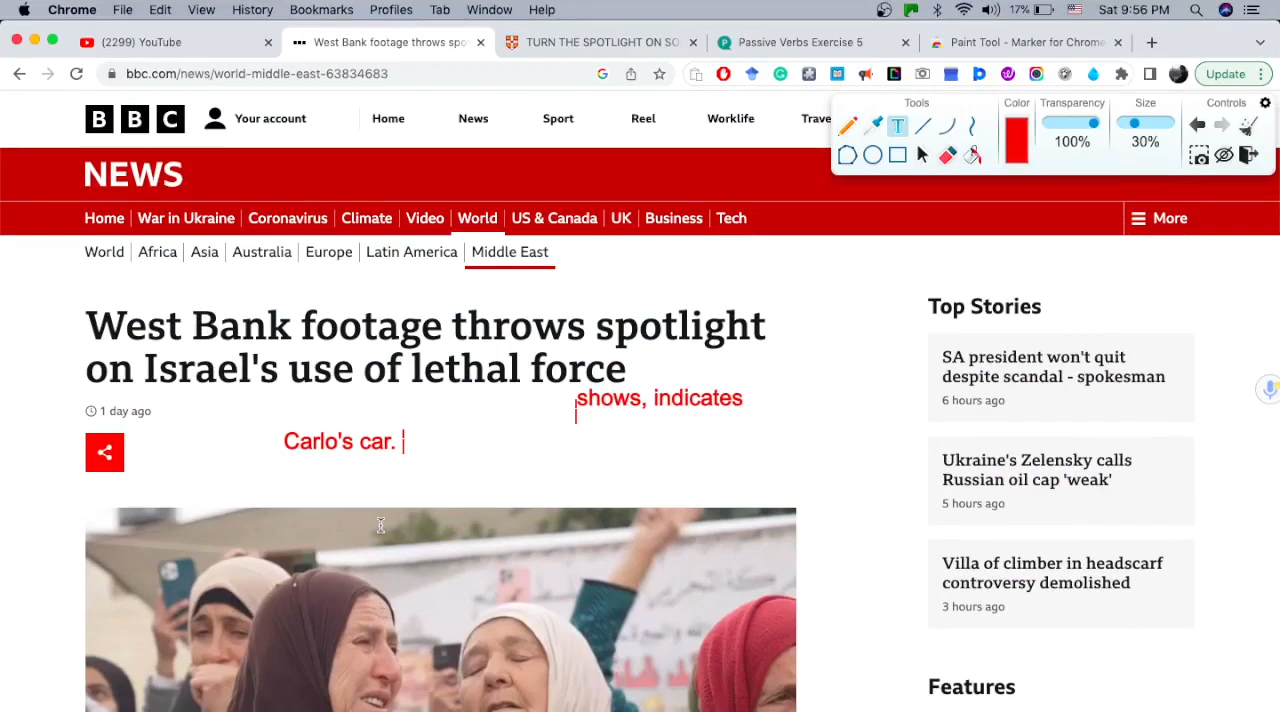 Chrome File Edit View History Bookmarks Profiles Tab Window Help 17% Sat 9:56 PM
(2299) YouTube × West Bank footage throws spot × TURN THE SPOTLIGHT ON SO × Passive Verbs Exercise 5 × Paint Tool - Marker for Chrome × +
bbc.com/news/world-middle-east-63834683 Update
BBC Your account Home News Sport Reel Worklife Trave
Tools Color Transparency Size Controls
100% 30%
NEWS
Home War in Ukraine Coronavirus Climate Video World US & Canada UK Business Tech More
World Africa Asia Australia Europe Latin America Middle East
West Bank footage throws spotlight
on Israel's use of lethal force
shows, indicates
1 day ago
Carlo's car.
Top Stories
SA president won't quit
despite scandal - spokesman
6 hours ago
Ukraine's Zelensky calls
Russian oil cap 'weak'
5 hours ago
Villa of climber in headscarf
controversy demolished
3 hours ago
Features